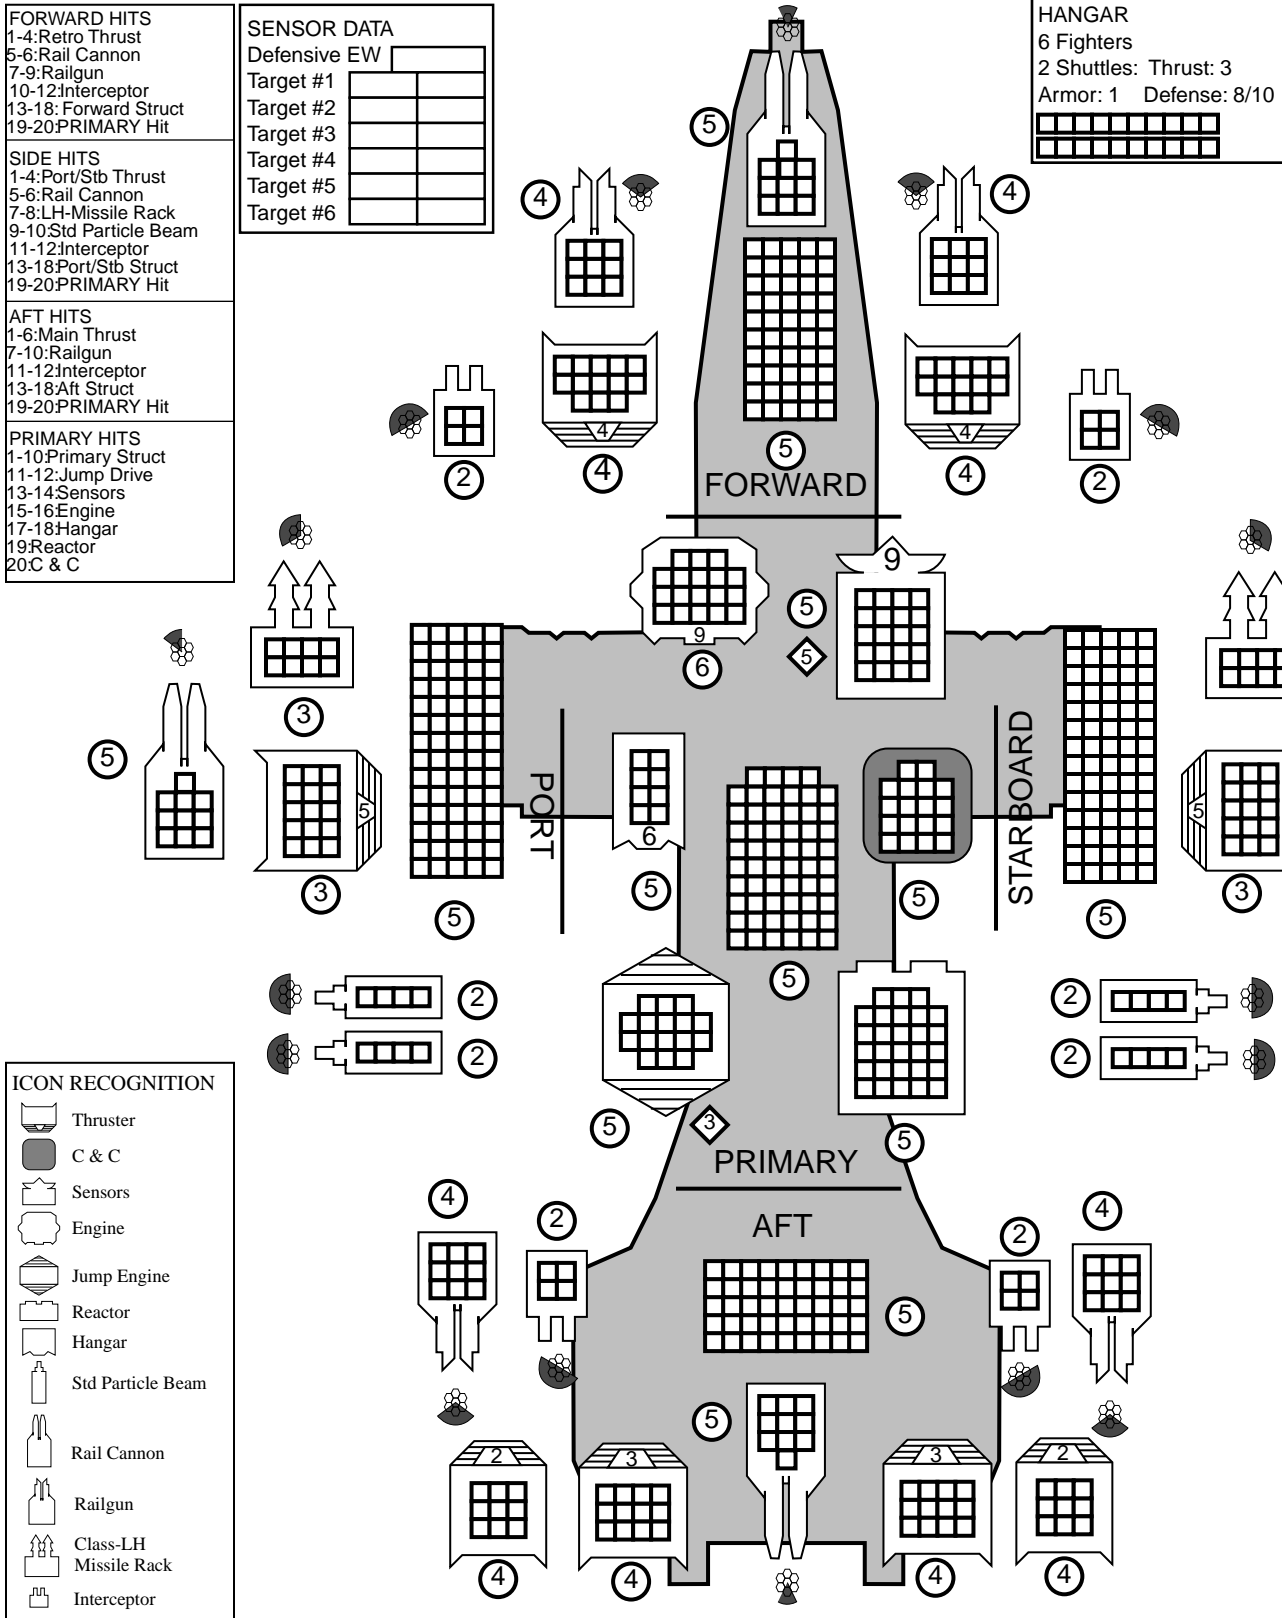 FORWARD HITS
1-4:Retro Thrust
5-6:Rail Cannon
7-9:Railgun
10-12:Interceptor
13-18: Forward Struct
19-20:PRIMARY Hit
SIDE HITS
1-4:Port/Stb Thrust
5-6:Rail Cannon
7-8:LH-Missile Rack
9-10:Std Particle Beam
11-12:Interceptor
13-18:Port/Stb Struct
19-20:PRIMARY Hit
AFT HITS
1-6:Main Thrust
7-10:Railgun
11-12:Interceptor
13-18:Aft Struct
19-20:PRIMARY Hit
PRIMARY HITS
1-10:Primary Struct
11-12:Jump Drive
13-14:Sensors
15-16:Engine
17-18:Hangar
19:Reactor
20:C & C
SENSOR DATA
Defensive EW
Target #1
Target #2
Target #3
Target #4
Target #5
Target #6
HANGAR
6 Fighters
2 Shuttles: Thrust: 3
Armor: 1 Defense: 8/10
5
4
4
4
4
2
4
5
4
2
FORWARD
9
9
5
5
6
3
5
5
3
PORT
6
5
5
STARBOARD
5
3
5
5
5
2
2
2
2
5
3
5
PRIMARY
AFT
4
2
2
4
5
5
2
3
3
2
4
4
4
4
ICON RECOGNITION
Thruster
C & C
Sensors
Engine
Jump Engine
Reactor
Hangar
Std Particle Beam
Rail Cannon
Railgun
Class-LH
Missile Rack
Interceptor